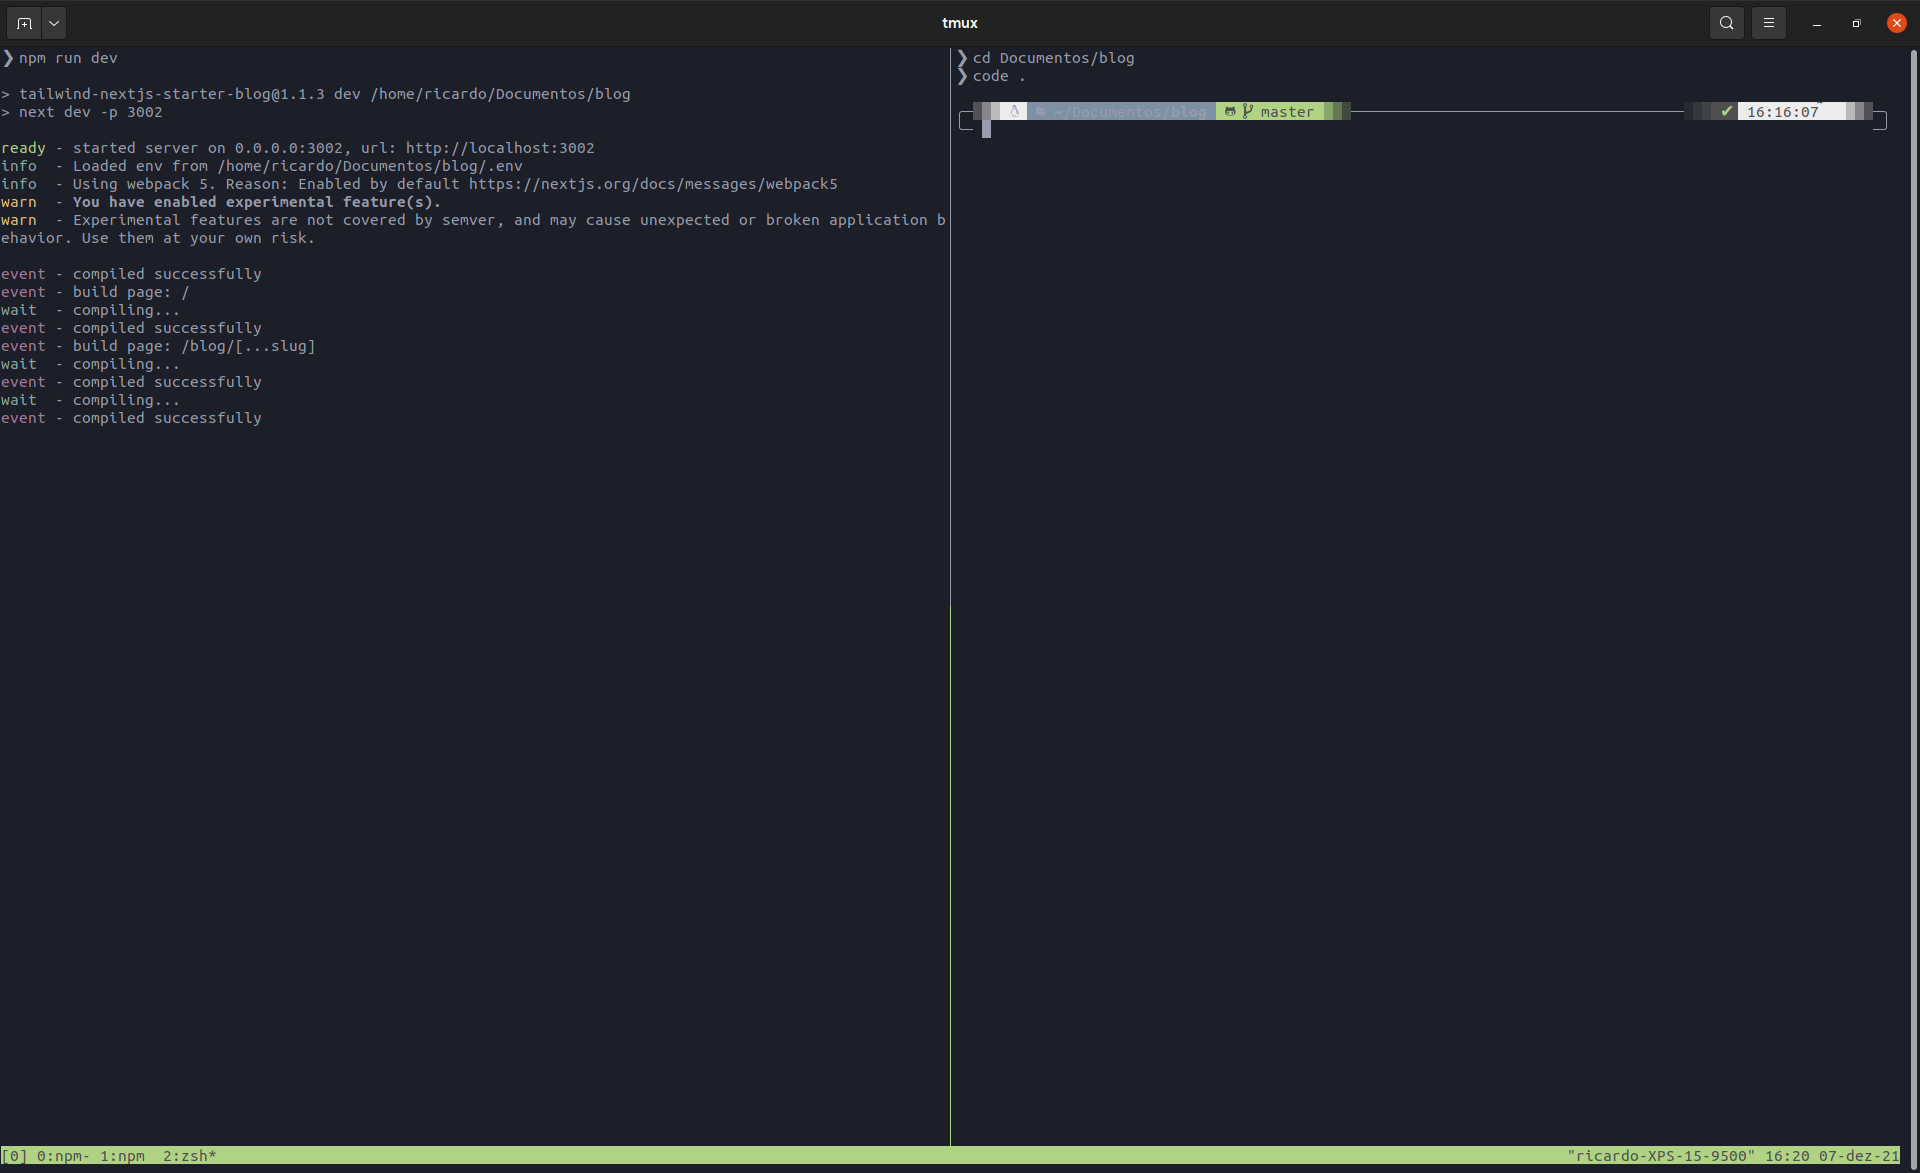 tmux
❯ npm run dev
> tailwind-nextjs-starter-blog@1.1.3 dev /home/ricardo/Documentos/blog
> next dev -p 3002
ready - started server on 0.0.0.0:3002, url: http://localhost:3002
info  - Loaded env from /home/ricardo/Documentos/blog/.env
info  - Using webpack 5. Reason: Enabled by default https://nextjs.org/docs/messages/webpack5
warn  - You have enabled experimental feature(s).
warn  - Experimental features are not covered by semver, and may cause unexpected or broken application b
ehavior. Use them at your own risk.
event - compiled successfully
event - build page: /
wait  - compiling...
event - compiled successfully
event - build page: /blog/[...slug]
wait  - compiling...
event - compiled successfully
wait  - compiling...
event - compiled successfully
❯ cd Documentos/blog
❯ code .
~/Documentos/blog master ✔ 16:16:07
[0] 0:npm- 1:npm  2:zsh* "ricardo-XPS-15-9500" 16:20 07-dez-21